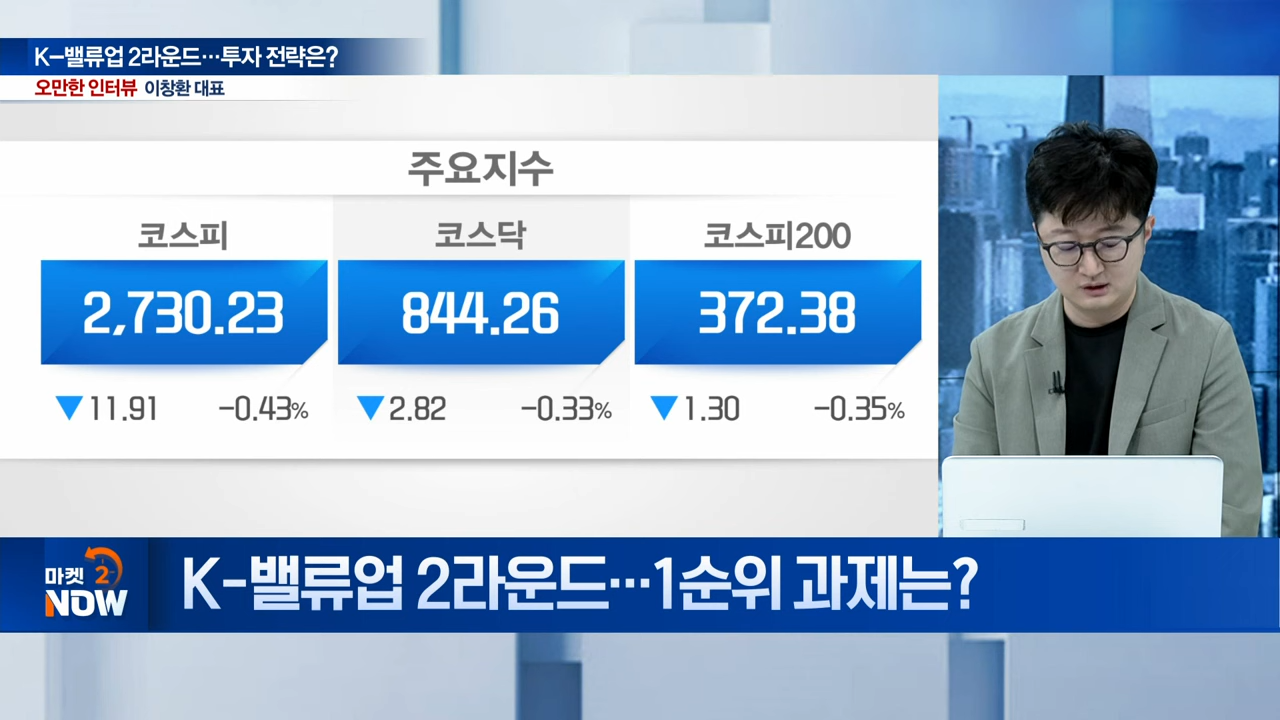 K-밸류업 2라운드…투자 전략은?
오만한 인터뷰 이창환 대표
주요지수
코스피 코스닥 코스피200
2,730.23 844.26 372.38
▼11.91 -0.43% ▼2.82 -0.33% ▼1.30 -0.35%
마켓 2
NOW
K-밸류업 2라운드…1순위 과제는?